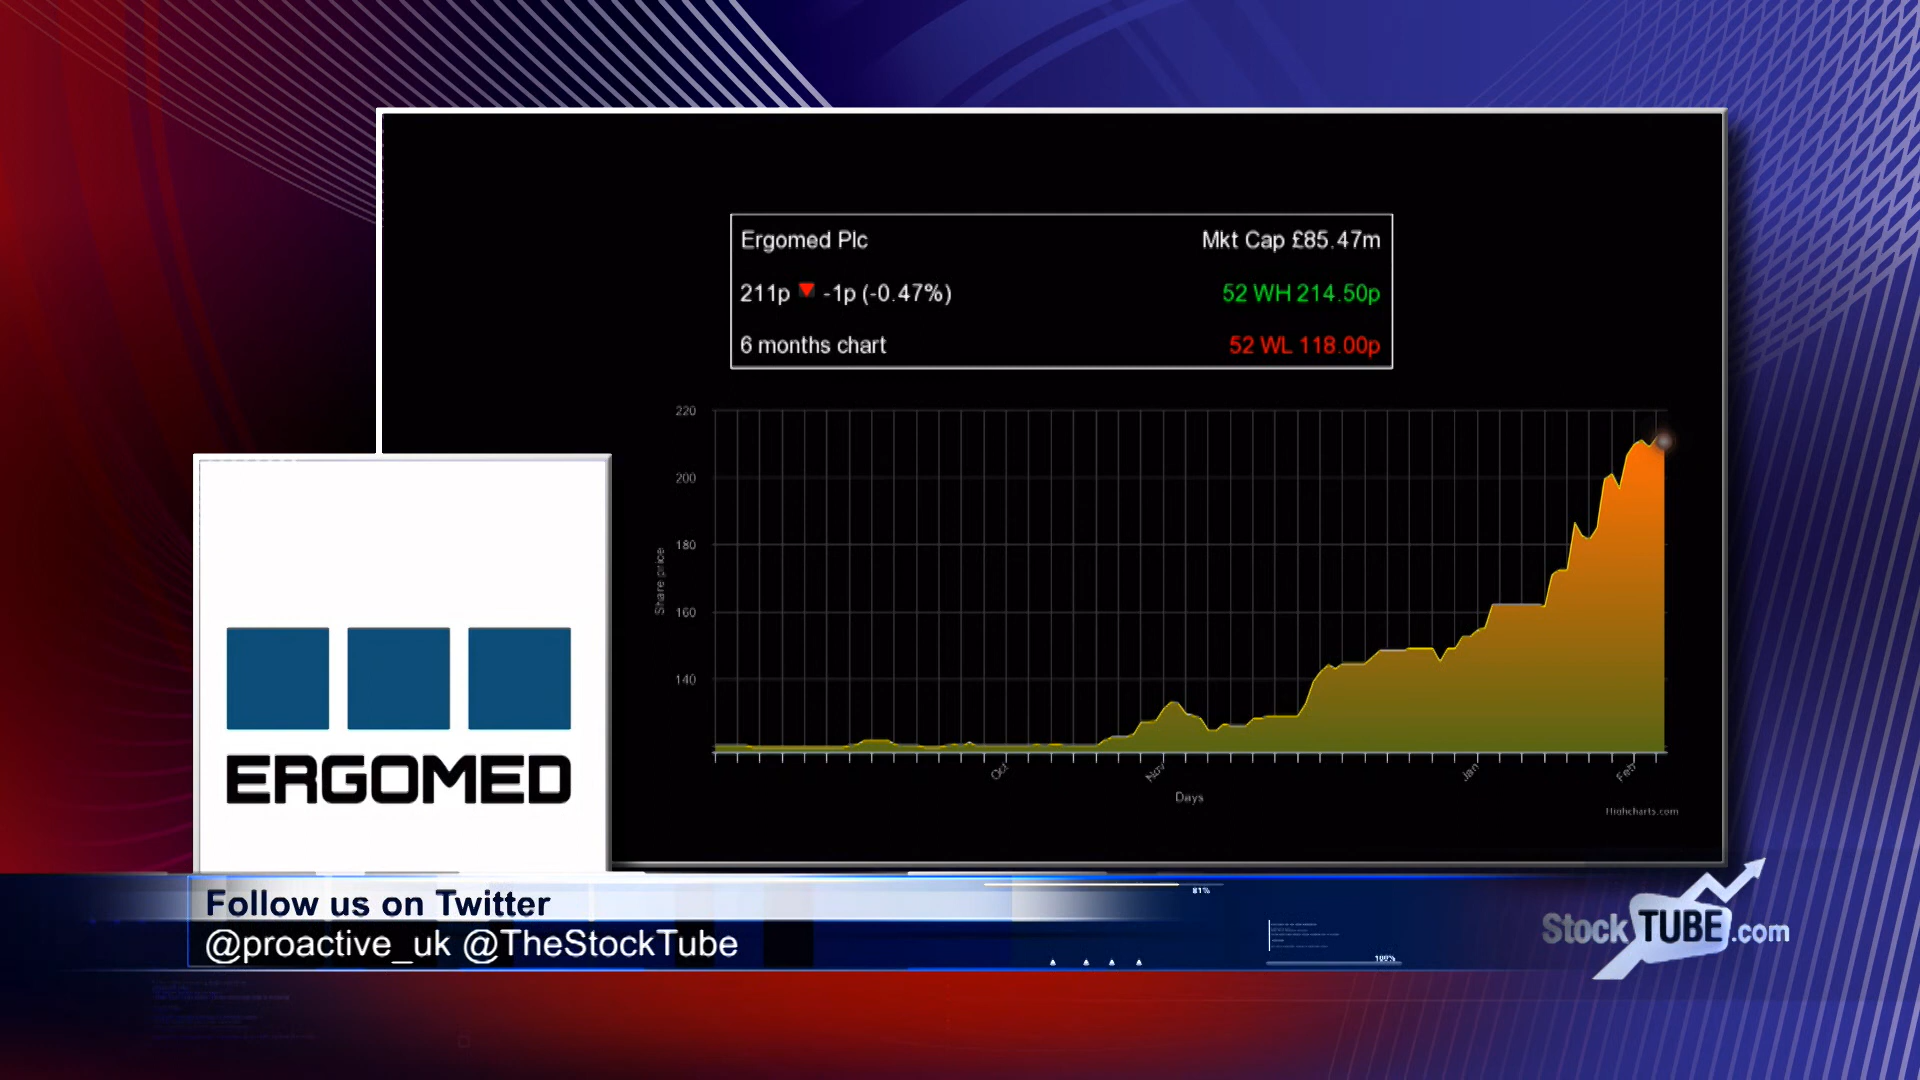 Ergomed Plc
Mkt Cap £85.47m
211p -1p (-0.47%)
52 WH 214.50p
6 months chart
52 WL 118.00p
220
200
180
160
140
Share price
Oct
Nov
Jan
Feb
Days
Highcharts.com
ERGOMED
Follow us on Twitter
@proactive_uk @TheStockTube
81%
100%
StockTUBE.com